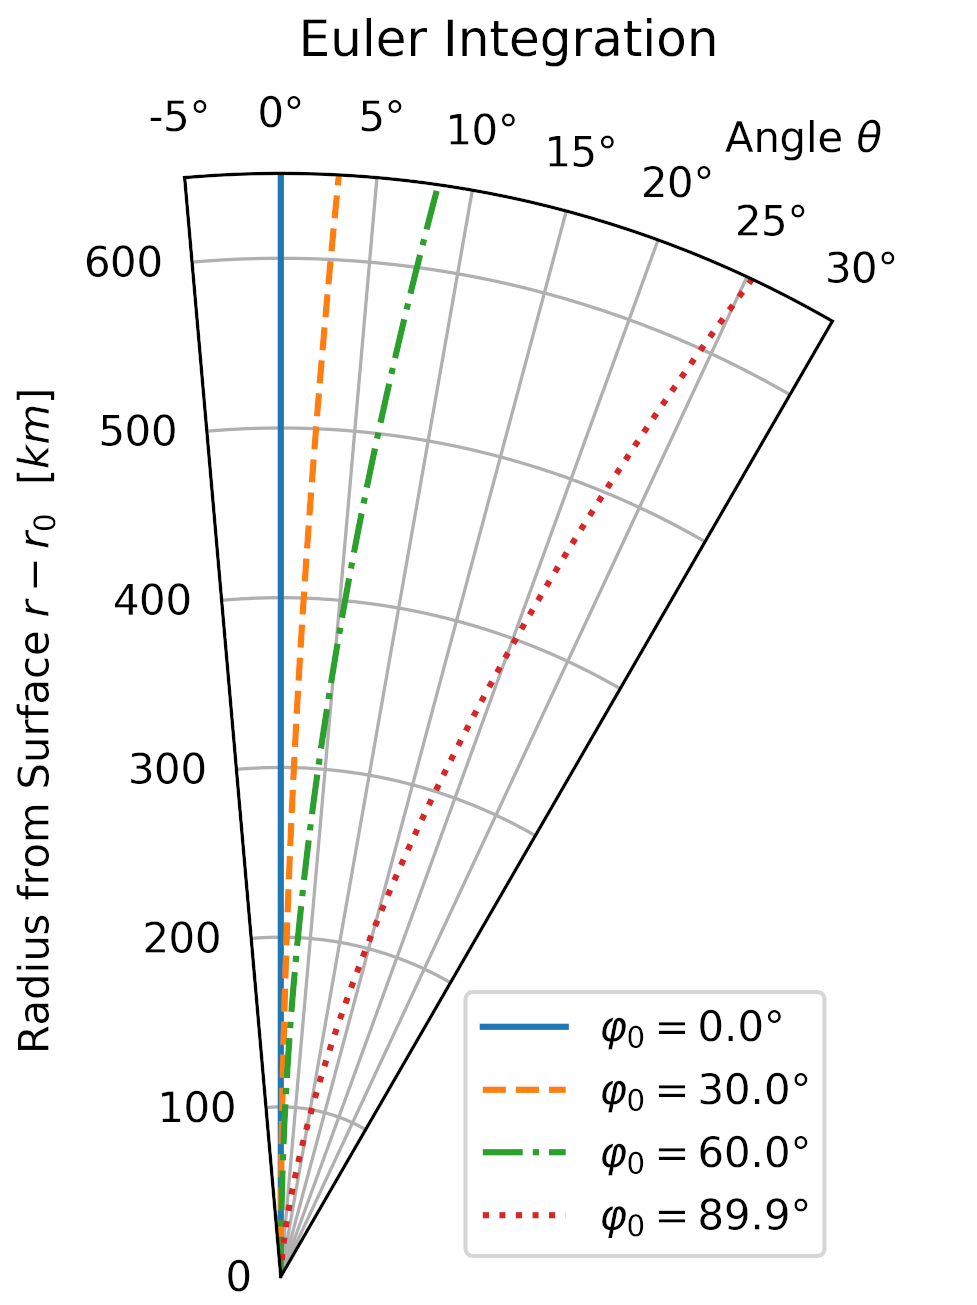 Euler Integration
-5°
0°
5°
10°
15°
20°
25°
30°
Angle θ
600
500
400
300
200
100
0
Radius from Surface r − r₀ [km]
φ₀ = 0.0°
φ₀ = 30.0°
φ₀ = 60.0°
φ₀ = 89.9°